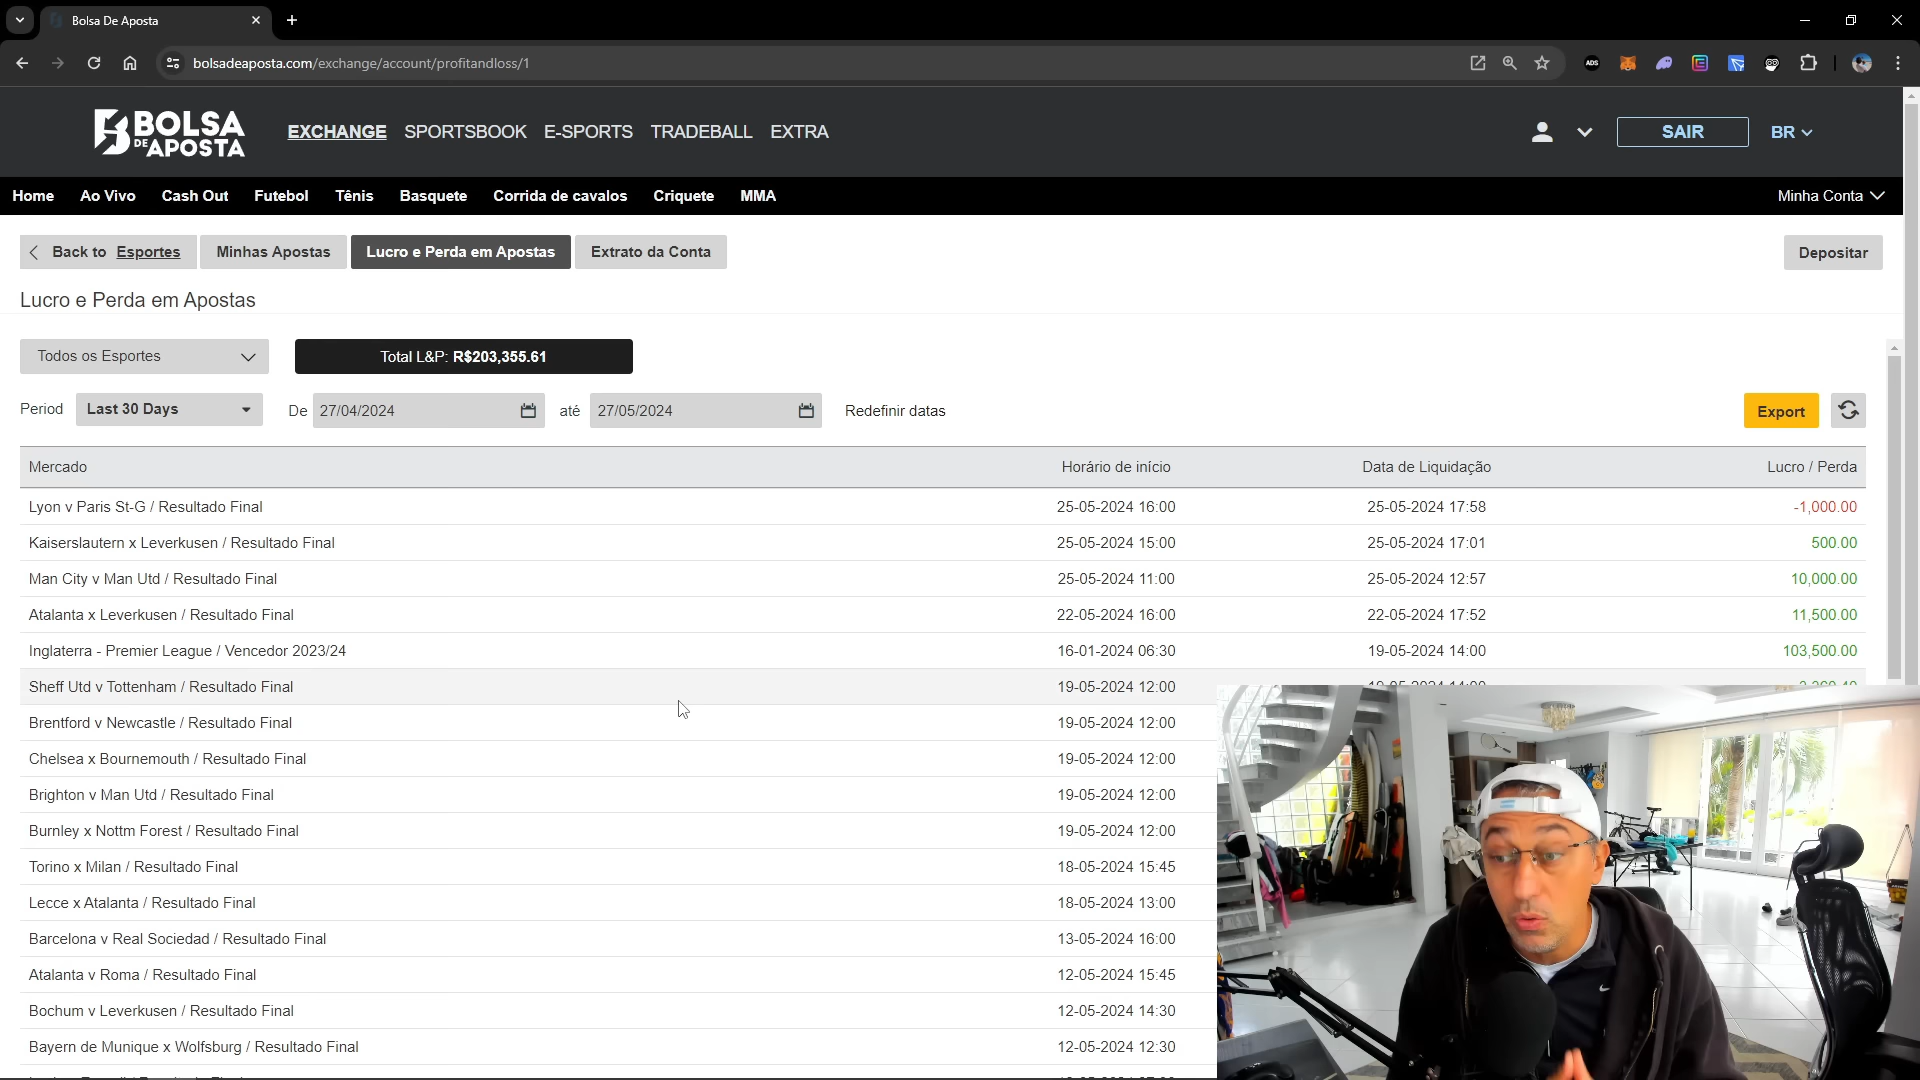 Bolsa De Aposta
bolsadeaposta.com/exchange/account/profitandloss/1
ADS
BOLSA DE APOSTA
EXCHANGE SPORTSBOOK E-SPORTS TRADEBALL EXTRA
SAIR
BR
Home Ao Vivo Cash Out Futebol Tênis Basquete Corrida de cavalos Criquete MMA
Minha Conta
Back to Esportes Minhas Apostas Lucro e Perda em Apostas Extrato da Conta
Depositar
Lucro e Perda em Apostas
Todos os Esportes
Total L&P: R$203,355.61
Period Last 30 Days De 27/04/2024 até 27/05/2024 Redefinir datas
Export
Mercado Horário de início Data de Liquidação Lucro / Perda
Lyon v Paris St-G / Resultado Final 25-05-2024 16:00 25-05-2024 17:58 -1,000.00
Kaiserslautern x Leverkusen / Resultado Final 25-05-2024 15:00 25-05-2024 17:01 500.00
Man City v Man Utd / Resultado Final 25-05-2024 11:00 25-05-2024 12:57 10,000.00
Atalanta x Leverkusen / Resultado Final 22-05-2024 16:00 22-05-2024 17:52 11,500.00
Inglaterra - Premier League / Vencedor 2023/24 16-01-2024 06:30 19-05-2024 14:00 103,500.00
Sheff Utd v Tottenham / Resultado Final 19-05-2024 12:00
Brentford v Newcastle / Resultado Final 19-05-2024 12:00
Chelsea x Bournemouth / Resultado Final 19-05-2024 12:00
Brighton v Man Utd / Resultado Final 19-05-2024 12:00
Burnley x Nottm Forest / Resultado Final 19-05-2024 12:00
Torino x Milan / Resultado Final 18-05-2024 15:45
Lecce x Atalanta / Resultado Final 18-05-2024 13:00
Barcelona v Real Sociedad / Resultado Final 13-05-2024 16:00
Atalanta v Roma / Resultado Final 12-05-2024 15:45
Bochum v Leverkusen / Resultado Final 12-05-2024 14:30
Bayern de Munique x Wolfsburg / Resultado Final 12-05-2024 12:30